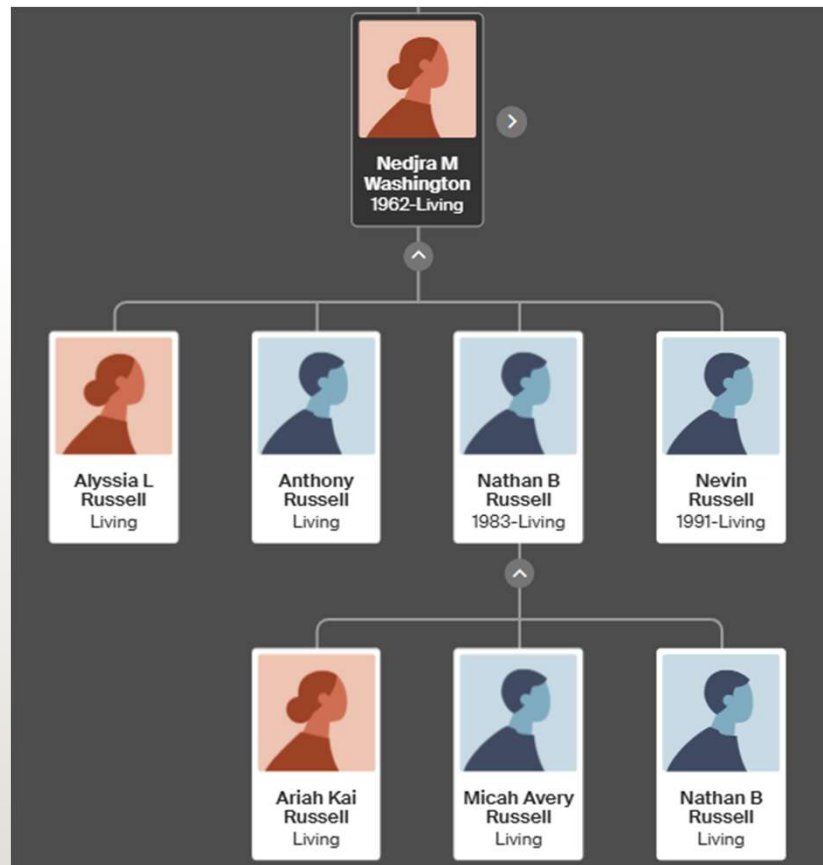 Nedjra M
Washington
1962-Living
Alyssia L
Russell
Living
Anthony
Russell
Living
Nathan B
Russell
1983-Living
Nevin
Russell
1991-Living
Ariah Kai
Russell
Living
Micah Avery
Russell
Living
Nathan B
Russell
Living